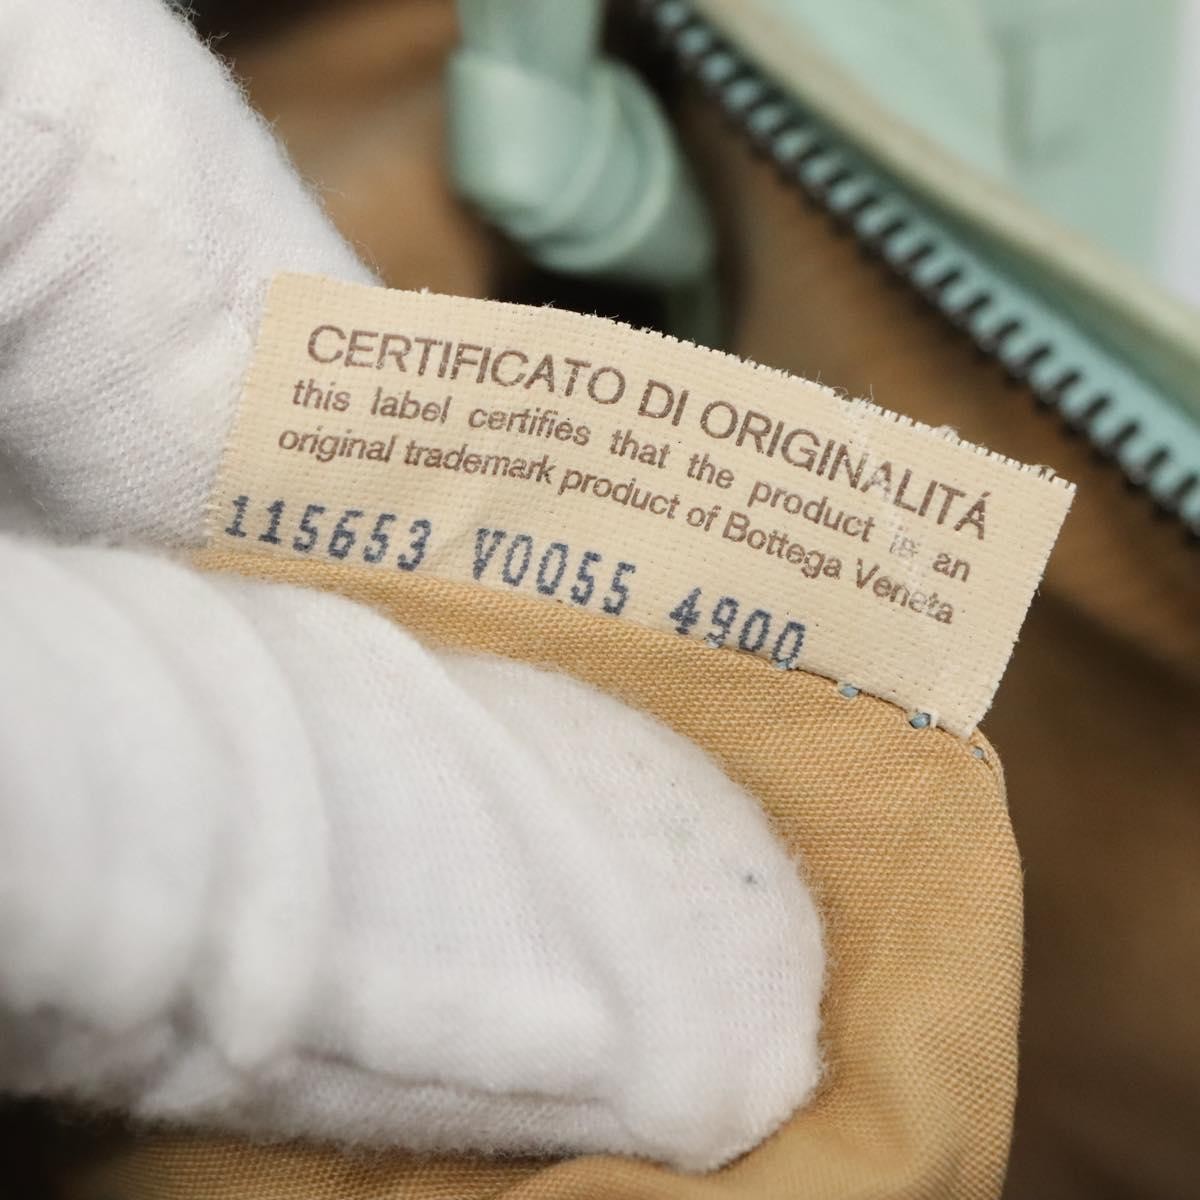 CERTIFICATO DI ORIGINALITÁ
this label certifies that the product is an
original trademark product of Bottega Veneta
115653 V0055 4900